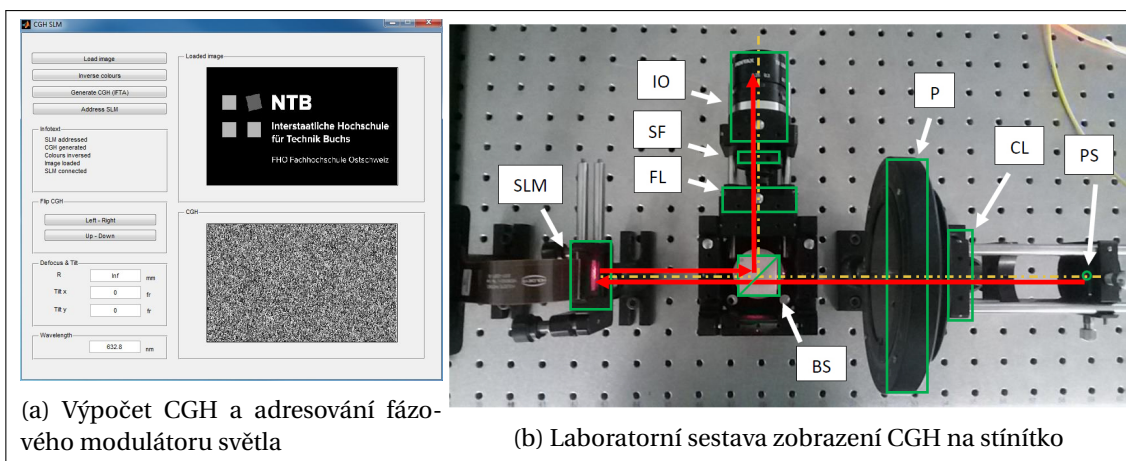 CGH SLM
Load image
Inverse colours
Generate CGH (IFTA)
Address SLM
Infotext
SLM addressed
CGH generated
Colours inversed
Image loaded
SLM connected
Flip CGH
Left - Right
Up - Down
Defocus & Tilt
R Inf mm
Tilt x 0 fr
Tilt y 0 fr
Wavelength
632.8 nm
Loaded image
NTB
Interstaatliche Hochschule
für Technik Buchs
FHO Fachhochschule Ostschweiz
CGH
(a) Výpočet CGH a adresování fázo-
vého modulátoru světla
IO
SF
FL
SLM
P
CL
PS
BS
(b) Laboratorní sestava zobrazení CGH na stínítko